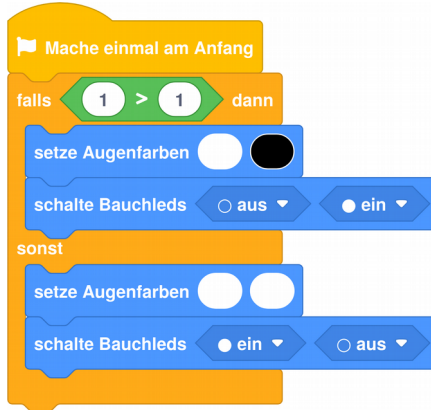 Mache einmal am Anfang
falls 1 > 1 dann
setze Augenfarben
schalte Bauchleds aus ein
sonst
setze Augenfarben
schalte Bauchleds ein aus